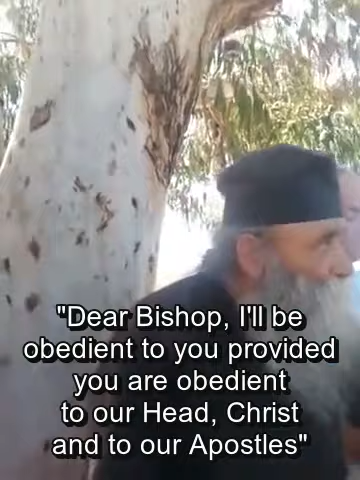 "Dear Bishop, I'll be
obedient to you provided
you are obedient
to our Head, Christ
and to our Apostles"